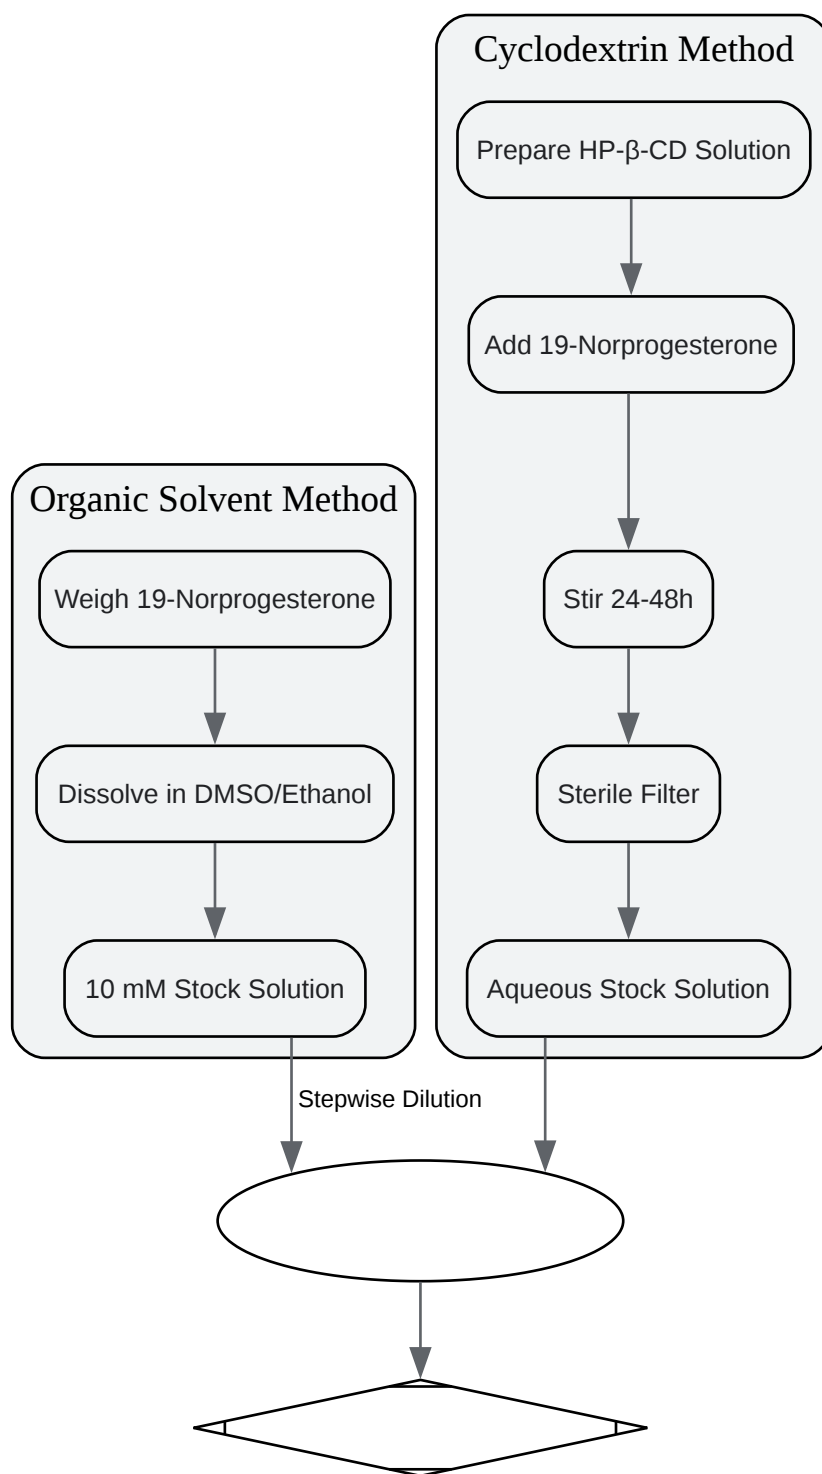 Cyclodextrin Method
Prepare HP-β-CD Solution
Add 19-Norprogesterone
Organic Solvent Method
Weigh 19-Norprogesterone
Stir 24-48h
Dissolve in DMSO/Ethanol
Sterile Filter
10 mM Stock Solution
Aqueous Stock Solution
Stepwise Dilution